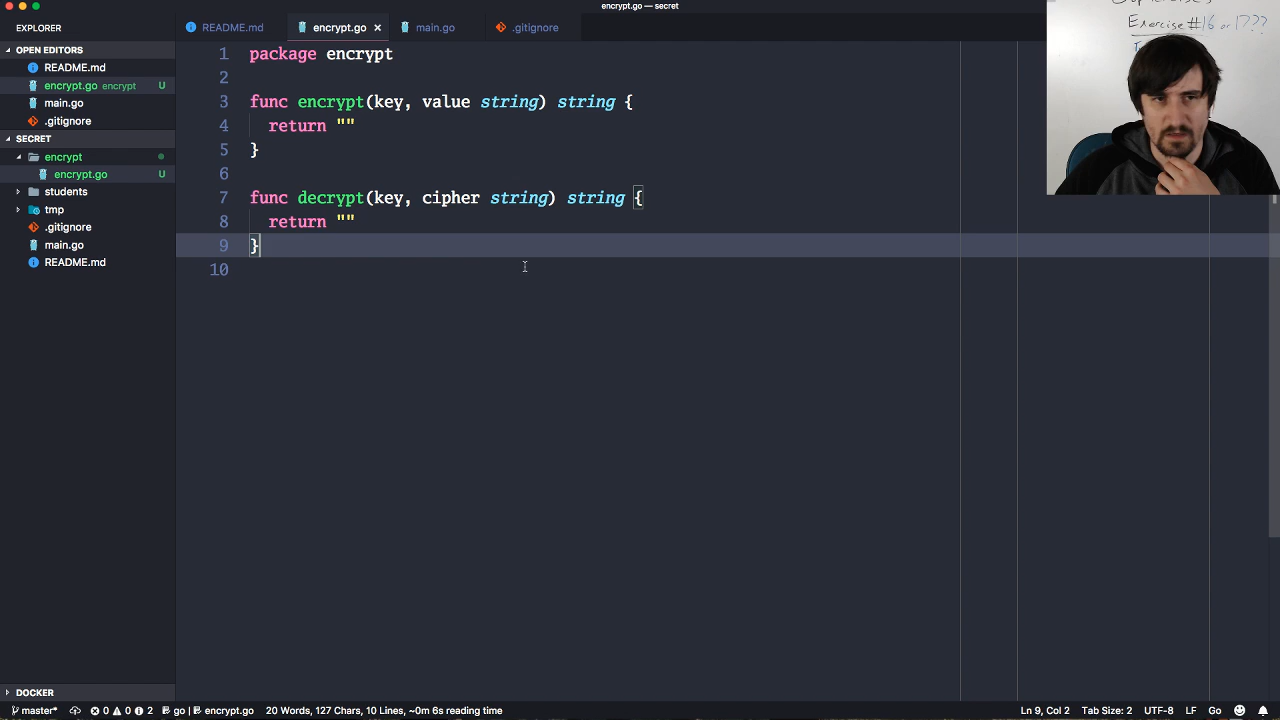 encrypt.go — secret
EXPLORER
README.md
encrypt.go ×
main.go
.gitignore
Exercise #16 or 17???
OPEN EDITORS
README.md
encrypt.go encrypt U
main.go
.gitignore
SECRET
encrypt
encrypt.go U
students
tmp
.gitignore
main.go
README.md
1 package encrypt
2
3 func encrypt(key, value string) string {
4 return ""
5 }
6
7 func decrypt(key, cipher string) string {
8 return ""
9 }
10
DOCKER
master* 0 0 2 go | encrypt.go 20 Words, 127 Chars, 10 Lines, ~0m 6s reading time Ln 9, Col 2 Tab Size: 2 UTF-8 LF Go